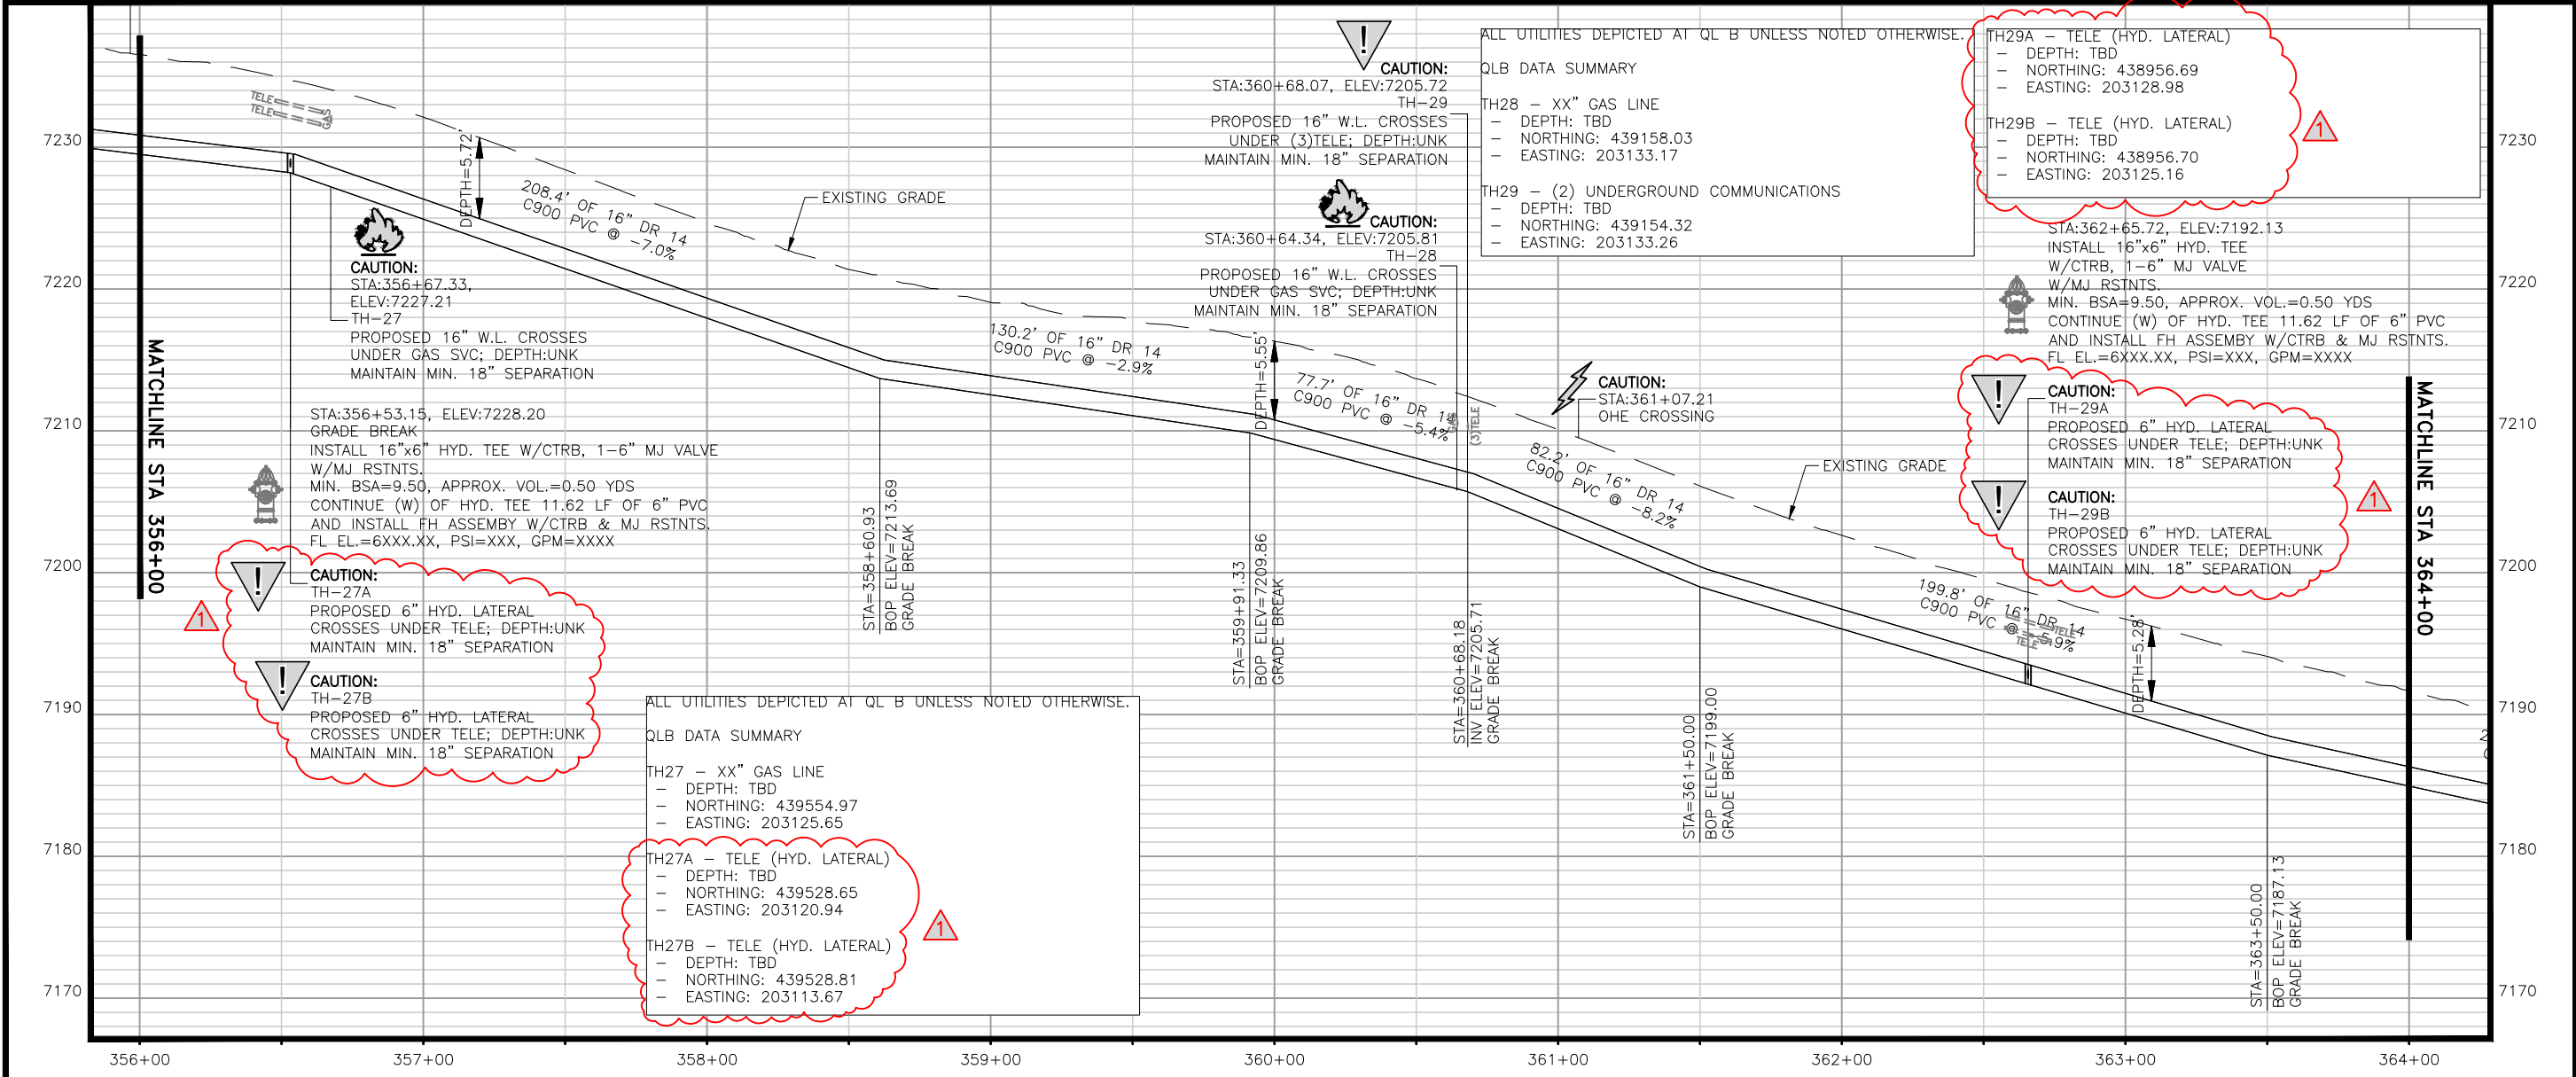 CAUTION:
STA:360+68.07, ELEV:7205.72
TH-29
PROPOSED 16" W.L. CROSSES
UNDER (3)TELE; DEPTH:UNK
MAINTAIN MIN. 18" SEPARATION
CAUTION:
STA:360+64.34, ELEV:7205.81
TH-28
PROPOSED 16" W.L. CROSSES
UNDER GAS SVC; DEPTH:UNK
MAINTAIN MIN. 18" SEPARATION
ALL UTILITIES DEPICTED AT QL B UNLESS NOTED OTHERWISE.
QLB DATA SUMMARY
TH28 – XX" GAS LINE
– DEPTH: TBD
– NORTHING: 439158.03
– EASTING: 203133.17
TH29 – (2) UNDERGROUND COMMUNICATIONS
– DEPTH: TBD
– NORTHING: 439154.32
– EASTING: 203133.26
TH29A – TELE (HYD. LATERAL)
– DEPTH: TBD
– NORTHING: 438956.69
– EASTING: 203128.98
TH29B – TELE (HYD. LATERAL)
– DEPTH: TBD
– NORTHING: 438956.70
– EASTING: 203125.16
1
TELE
TELE
GAS
DEPTH=5.72'
208.4' OF 16" DR 14
C900 PVC @ -7.0%
EXISTING GRADE
CAUTION:
STA:356+67.33,
ELEV:7227.21
TH-27
PROPOSED 16" W.L. CROSSES
UNDER GAS SVC; DEPTH:UNK
MAINTAIN MIN. 18" SEPARATION
MATCHLINE STA 356+00
STA:356+53.15, ELEV:7228.20
GRADE BREAK
INSTALL 16"x6" HYD. TEE W/CTRB, 1-6" MJ VALVE
W/MJ RSTNTS.
MIN. BSA=9.50, APPROX. VOL.=0.50 YDS
CONTINUE (W) OF HYD. TEE 11.62 LF OF 6" PVC
AND INSTALL FH ASSEMBY W/CTRB & MJ RSTNTS.
FL EL.=6XXX.XX, PSI=XXX, GPM=XXXX
CAUTION:
TH-27A
PROPOSED 6" HYD. LATERAL
CROSSES UNDER TELE; DEPTH:UNK
MAINTAIN MIN. 18" SEPARATION
1
CAUTION:
TH-27B
PROPOSED 6" HYD. LATERAL
CROSSES UNDER TELE; DEPTH:UNK
MAINTAIN MIN. 18" SEPARATION
ALL UTILITIES DEPICTED AT QL B UNLESS NOTED OTHERWISE.
QLB DATA SUMMARY
TH27 – XX" GAS LINE
– DEPTH: TBD
– NORTHING: 439554.97
– EASTING: 203125.65
TH27A – TELE (HYD. LATERAL)
– DEPTH: TBD
– NORTHING: 439528.65
– EASTING: 203120.94
TH27B – TELE (HYD. LATERAL)
– DEPTH: TBD
– NORTHING: 439528.81
– EASTING: 203113.67
1
STA=358+60.93
BOP ELEV=7213.69
GRADE BREAK
130.2' OF 16" DR 14
C900 PVC @ -2.9%
DEPTH=5.55'
STA=359+91.33
BOP ELEV=7209.86
GRADE BREAK
77.7' OF 16" DR 14
C900 PVC @ -5.4%
GAS
(3)TELE
STA=360+68.18
INV ELEV=7205.71
GRADE BREAK
CAUTION:
STA:361+07.21
OHE CROSSING
82.2' OF 16" DR 14
C900 PVC @ -8.2%
EXISTING GRADE
STA=361+50.00
BOP ELEV=7199.00
GRADE BREAK
STA:362+65.72, ELEV:7192.13
INSTALL 16"x6" HYD. TEE
W/CTRB, 1-6" MJ VALVE
W/MJ RSTNTS.
MIN. BSA=9.50, APPROX. VOL.=0.50 YDS
CONTINUE (W) OF HYD. TEE 11.62 LF OF 6" PVC
AND INSTALL FH ASSEMBY W/CTRB & MJ RSTNTS.
FL EL.=6XXX.XX, PSI=XXX, GPM=XXXX
CAUTION:
TH-29A
PROPOSED 6" HYD. LATERAL
CROSSES UNDER TELE; DEPTH:UNK
MAINTAIN MIN. 18" SEPARATION
CAUTION:
TH-29B
PROPOSED 6" HYD. LATERAL
CROSSES UNDER TELE; DEPTH:UNK
MAINTAIN MIN. 18" SEPARATION
1
MATCHLINE STA 364+00
199.8' OF 16" DR 14
C900 PVC @ -5.9%
TELE
TELE
DEPTH=5.28'
STA=363+50.00
BOP ELEV=7187.13
GRADE BREAK
7230
7220
7210
7200
7190
7180
7170
7230
7220
7210
7200
7190
7180
7170
356+00 357+00 358+00 359+00 360+00 361+00 362+00 363+00 364+00